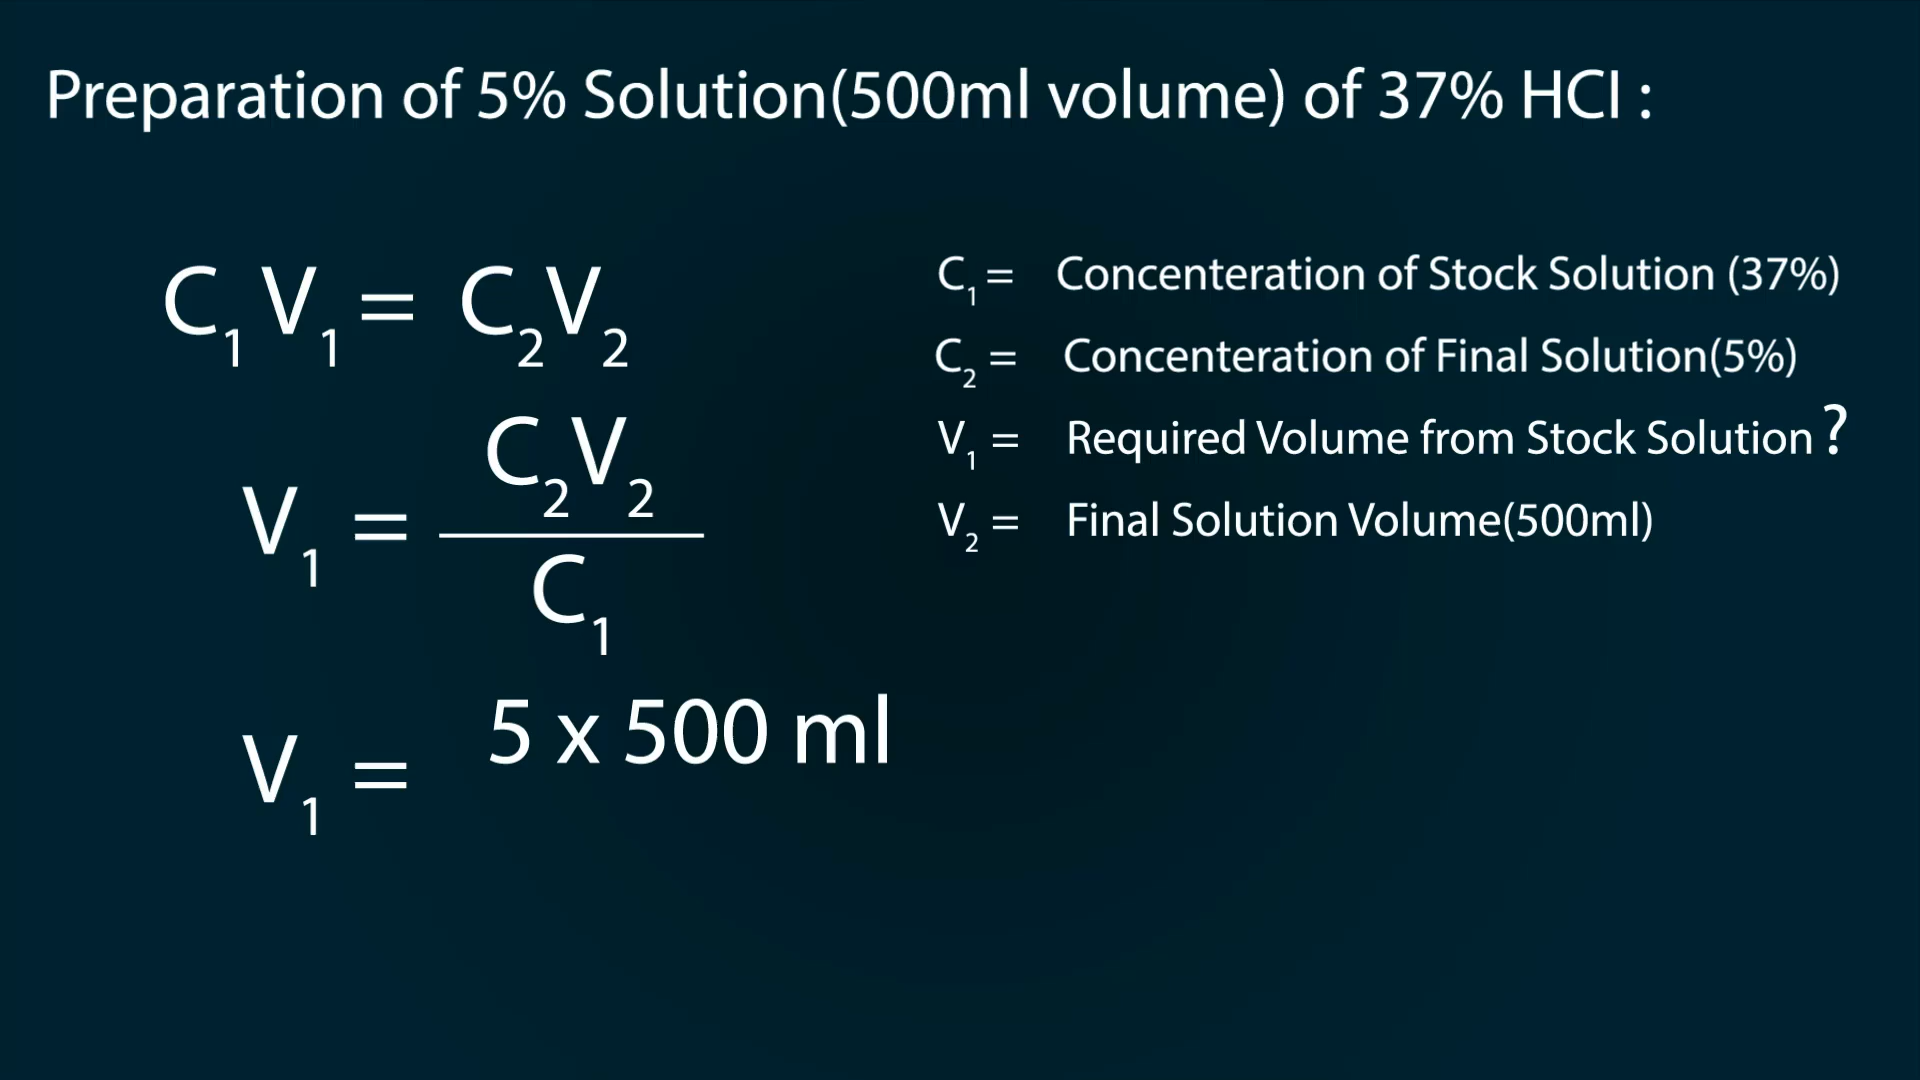 Preparation of 5% Solution(500ml volume) of 37% HCl :
C₁V₁ = C₂V₂
V₁ = C₂V₂
C₁
V₁ = 5 x 500 ml
C₁ = Concenteration of Stock Solution (37%)
C₂ = Concenteration of Final Solution(5%)
V₁ = Required Volume from Stock Solution ?
V₂ = Final Solution Volume(500ml)